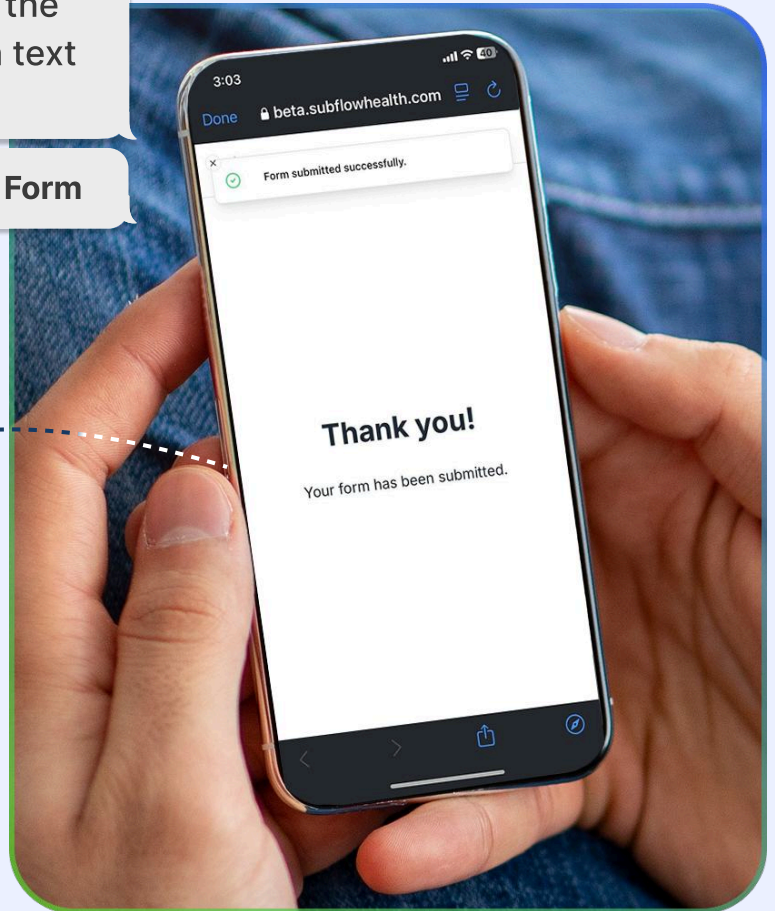 the
text
Form
3:03
40
Done beta.subflowhealth.com
Form submitted successfully.
Thank you!
Your form has been submitted.